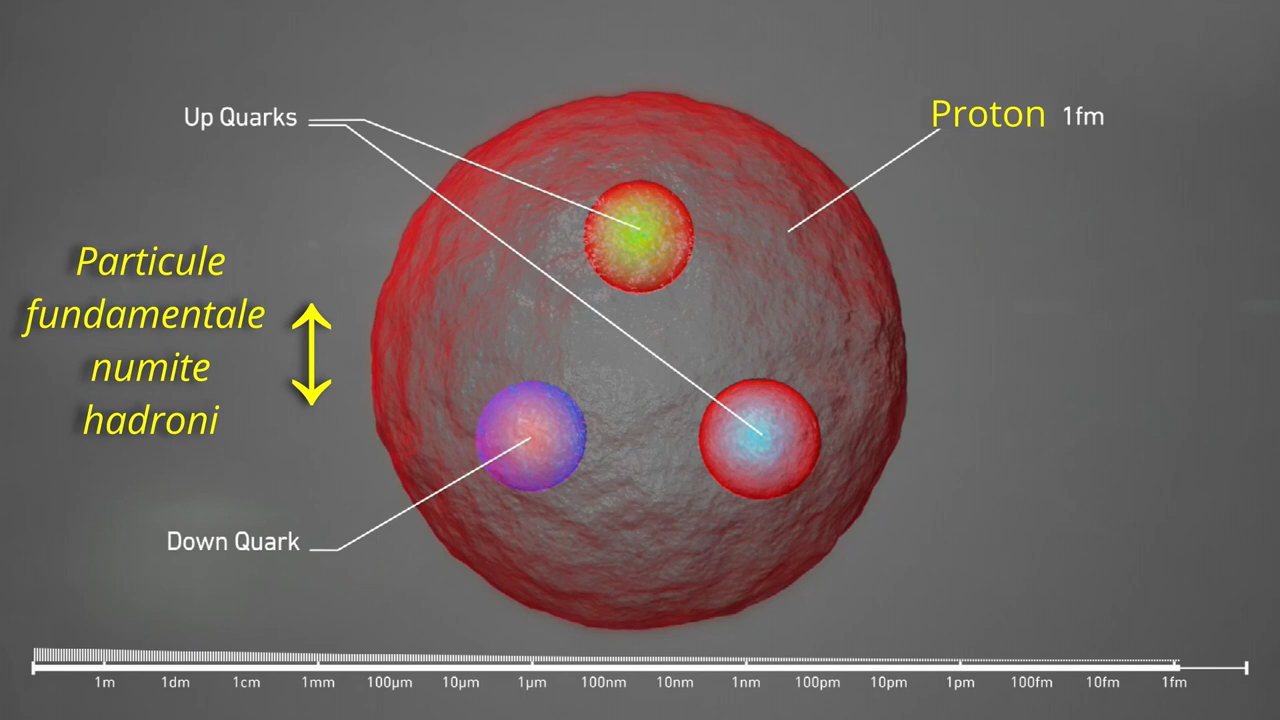 Up Quarks
Proton 1fm
Particule
fundamentale
numite
hadroni
Down Quark
1m 1dm 1cm 1mm 100µm 10µm 1µm 100nm 10nm 1nm 100pm 10pm 1pm 100fm 10fm 1fm